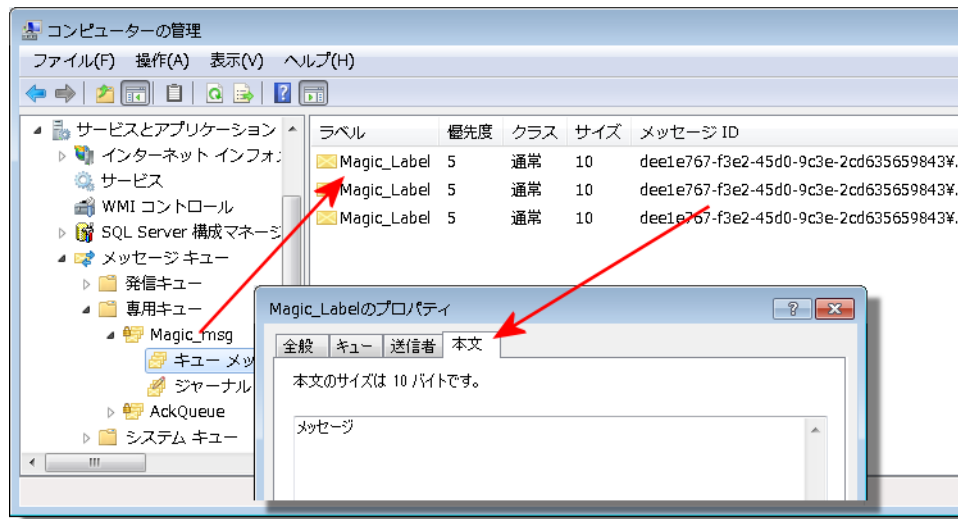 コンピューターの管理
ファイル(F) 操作(A) 表示(V) ヘルプ(H)
サービスとアプリケーション
インターネット インフォ
サービス
WMI コントロール
SQL Server 構成マネージ
メッセージ キュー
発信キュー
専用キュー
Magic_msg
キュー メッ
ジャーナル
AckQueue
システム キュー
ラベル 優先度 クラス サイズ メッセージ ID
Magic_Label 5 通常 10 dee1e767-f3e2-45d0-9c3e-2cd635659843¥.
Magic_Label 5 通常 10 dee1e767-f3e2-45d0-9c3e-2cd635659843¥.
Magic_Label 5 通常 10 dee1e767-f3e2-45d0-9c3e-2cd635659843¥.
Magic_Labelのプロパティ
全般 キュー 送信者 本文
本文のサイズは 10 バイトです。
メッセージ